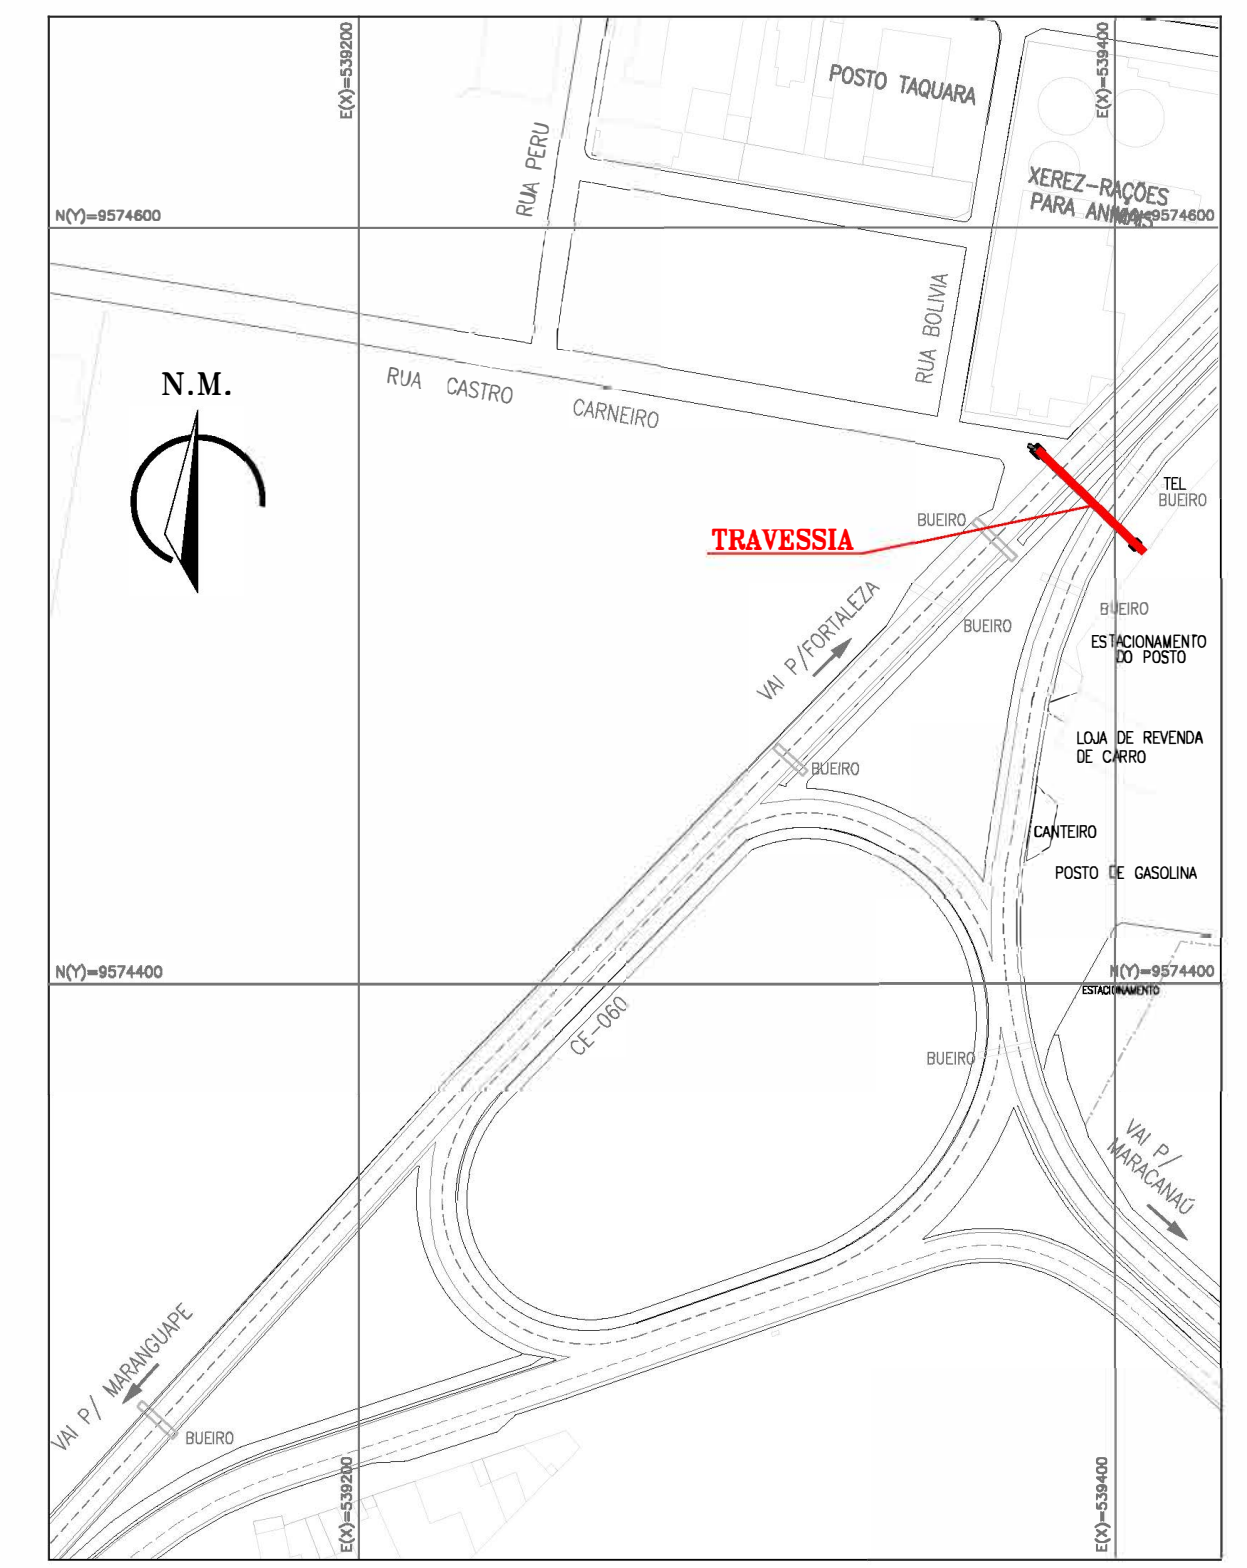 E(X)=539200
E(X)=539400
POSTO TAQUARA
RUA PERU
XEREZ-RAÇÕES
PARA ANIMAIS
N(Y)=9574600
9574600
RUA BOLIVIA
N.M.
RUA CASTRO CARNEIRO
TEL
BUEIRO
BUEIRO
TRAVESSIA
VAI P/FORTALEZA
BUEIRO
BUEIRO
ESTACIONAMENTO
DO POSTO
LOJA DE REVENDA
DE CARRO
BUEIRO
CANTEIRO
POSTO DE GASOLINA
N(Y)=9574400
N(Y)=9574400
ESTACIONAMENTO
CE-060
BUEIRO
VAI P/
MARACANAÚ
VAI P/ MARANGUAPE
BUEIRO
E(X)=539200
E(X)=539400